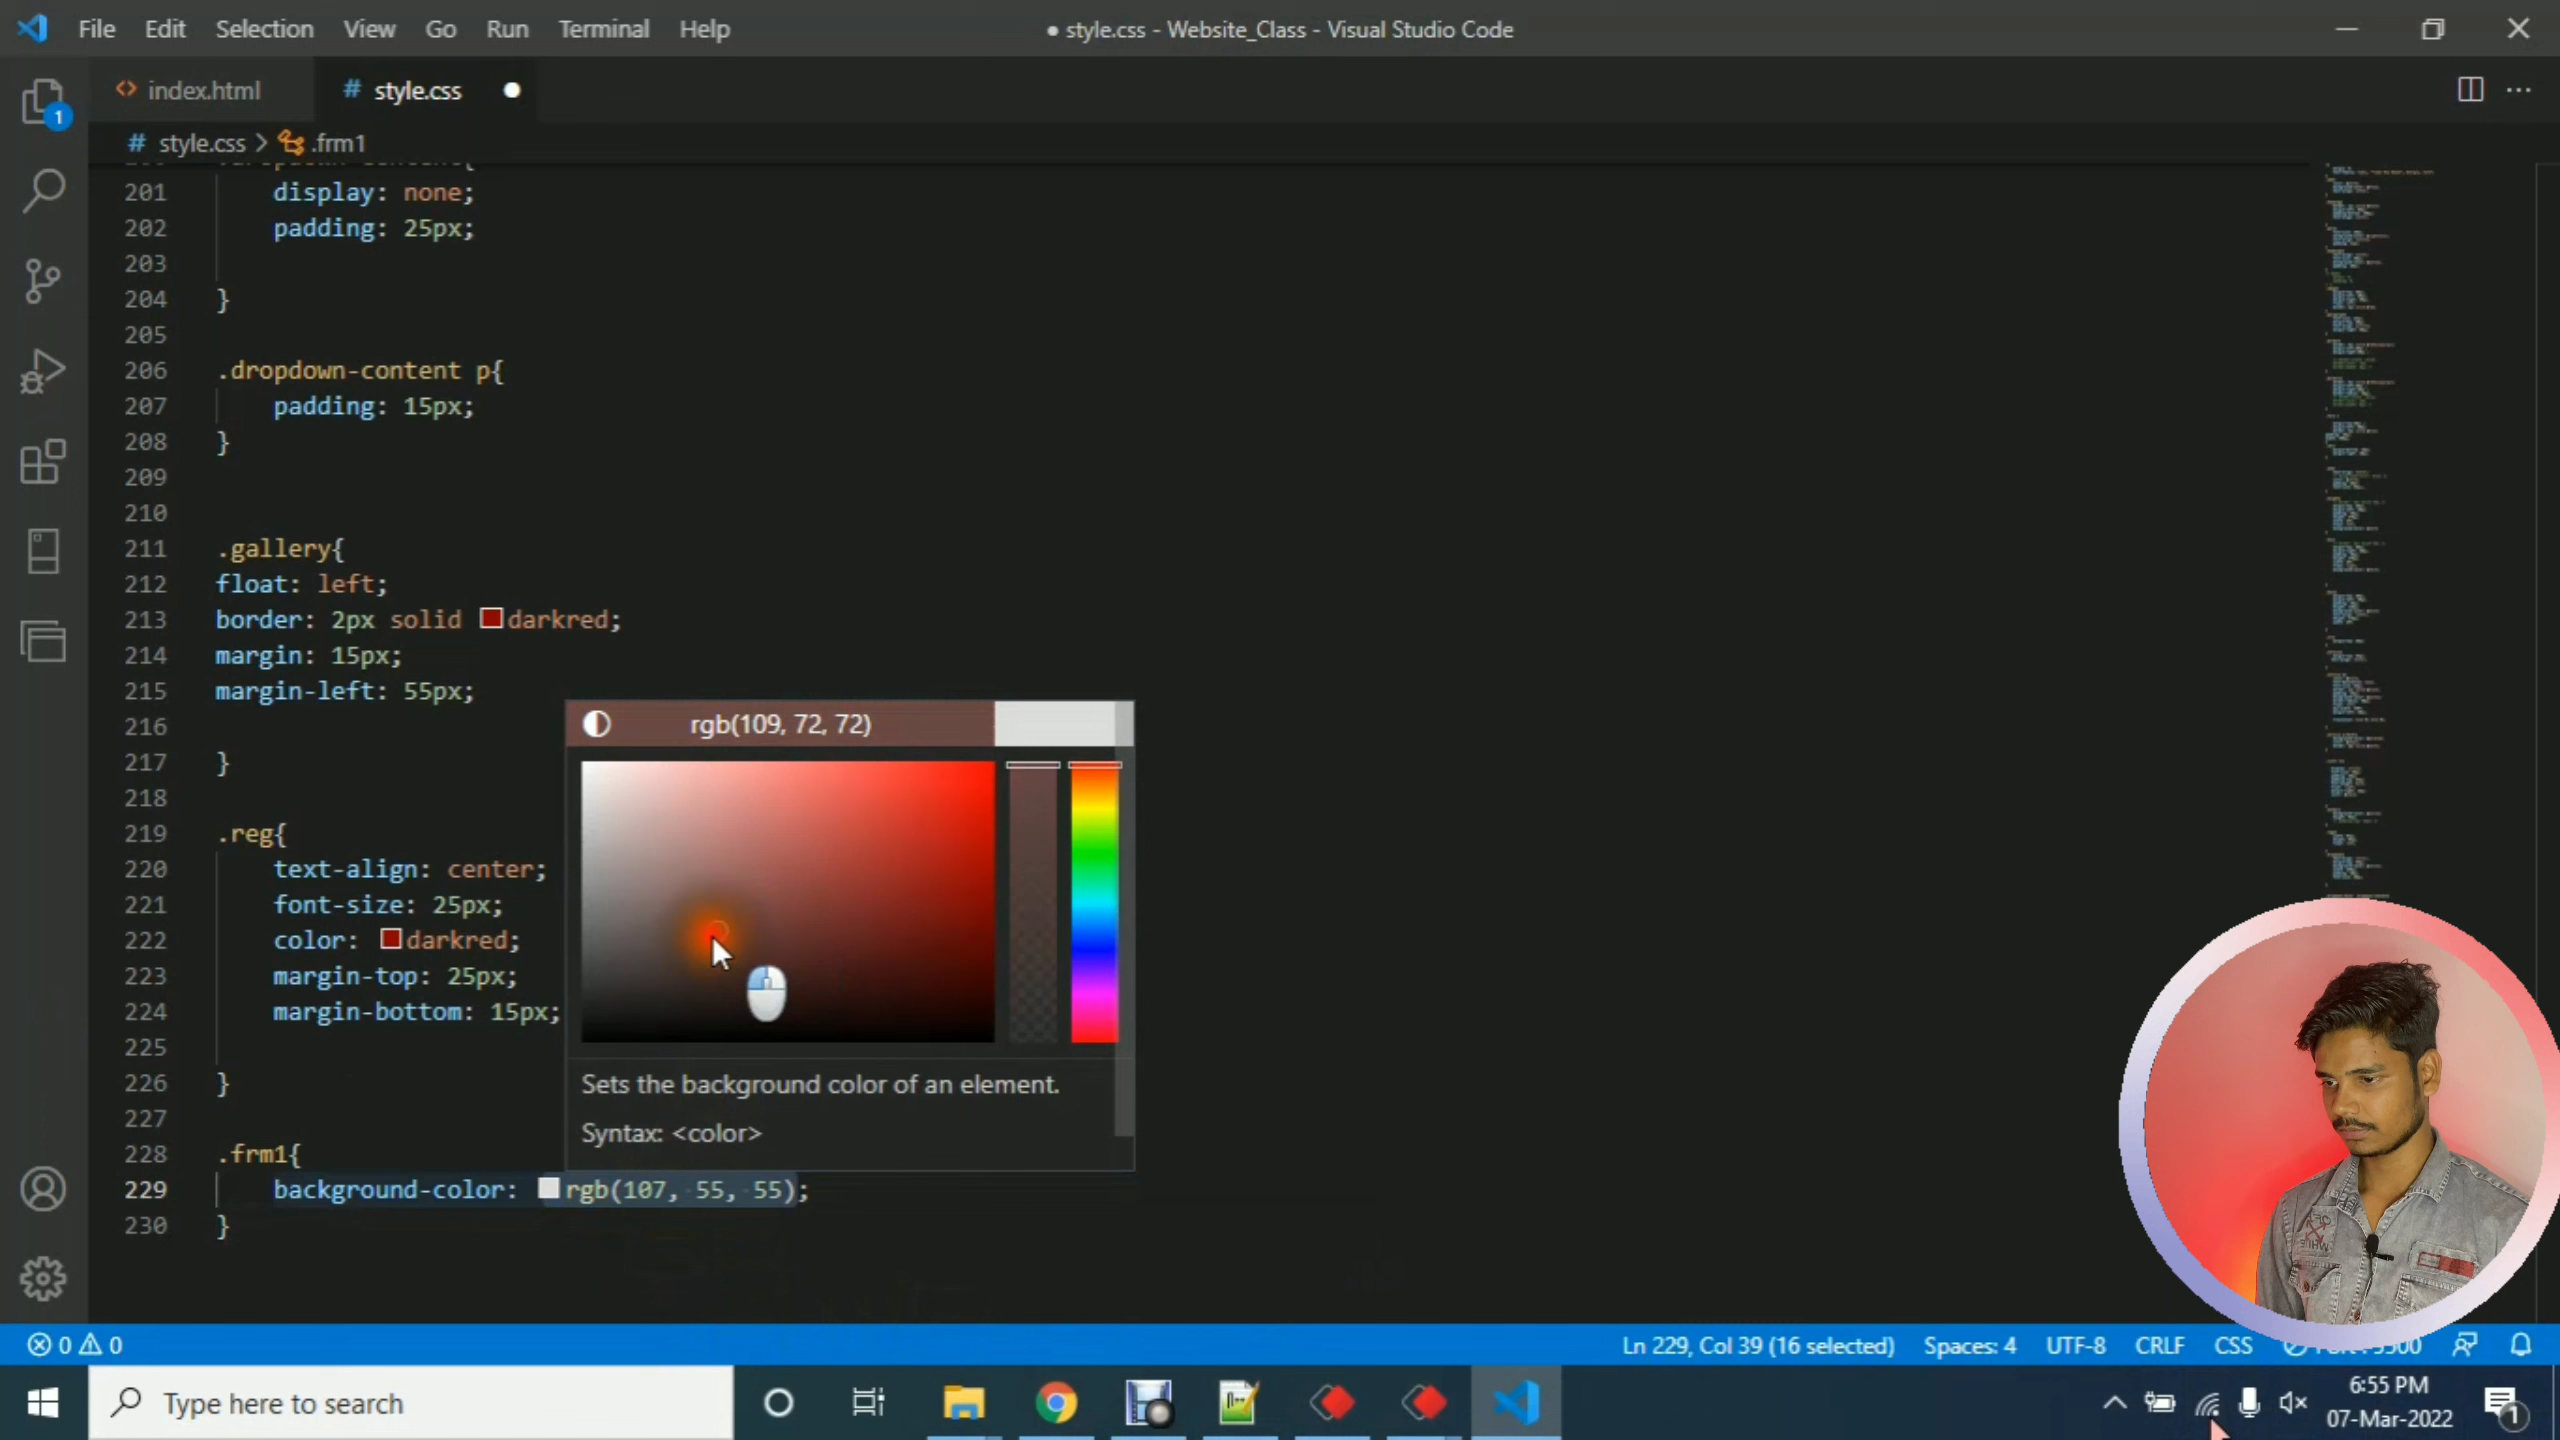 File Edit Selection View Go Run Terminal Help
● style.css - Website_Class - Visual Studio Code
index.html
# style.css
# style.css > .frm1
201 display: none;
202 padding: 25px;
203
204 }
205
206 .dropdown-content p{
207 padding: 15px;
208 }
209
210
211 .gallery{
212 float: left;
213 border: 2px solid darkred;
214 margin: 15px;
215 margin-left: 55px;
216
217 }
218
219 .reg{
220 text-align: center;
221 font-size: 25px;
222 color: darkred;
223 margin-top: 25px;
224 margin-bottom: 15px;
225
226 }
227
228 .frm1{
229 background-color: rgb(107, 55, 55);
230 }
rgb(109, 72, 72)
Sets the background color of an element.
Syntax: <color>
1
0 0
Ln 229, Col 39 (16 selected) Spaces: 4 UTF-8 CRLF CSS
Type here to search
6:55 PM
07-Mar-2022
1